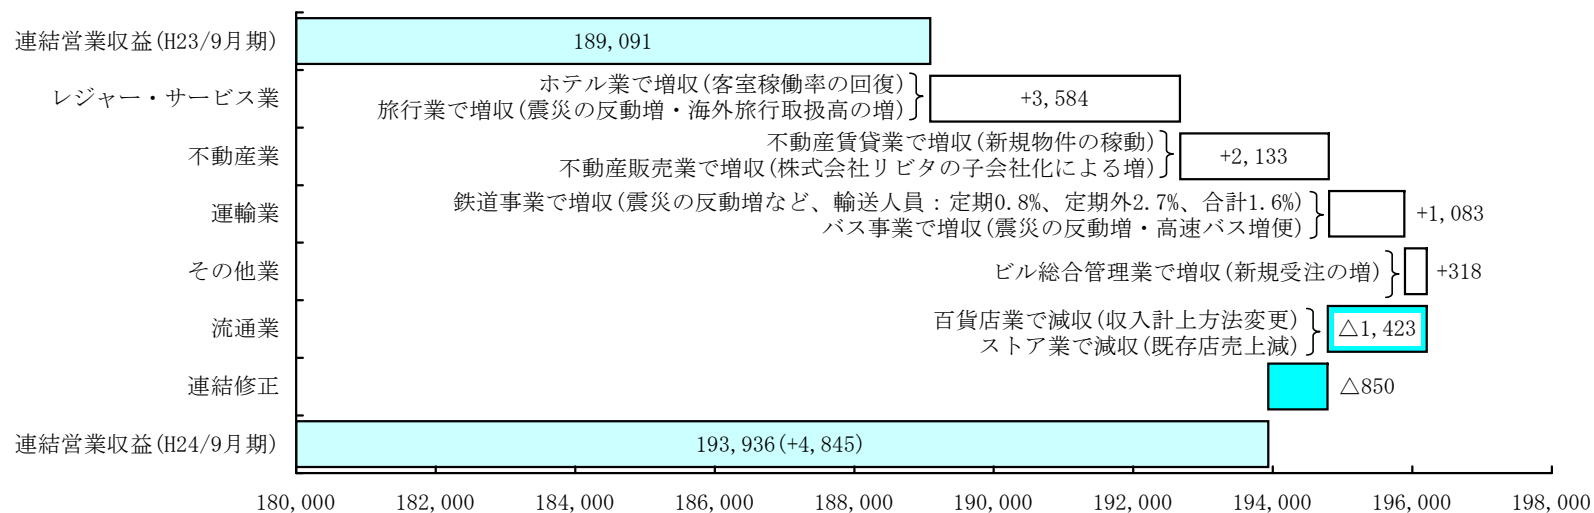 連結営業収益(H23/9月期)
189,091
レジャー・サービス業
ホテル業で増収(客室稼働率の回復)
旅行業で増収(震災の反動増・海外旅行取扱高の増)
+3,584
不動産業
不動産賃貸業で増収(新規物件の稼動)
不動産販売業で増収(株式会社リビタの子会社化による増)
+2,133
運輸業
鉄道事業で増収(震災の反動増など、輸送人員：定期0.8%、定期外2.7%、合計1.6%)
バス事業で増収(震災の反動増・高速バス増便)
+1,083
その他業
ビル総合管理業で増収(新規受注の増)
+318
流通業
百貨店業で減収(収入計上方法変更)
ストア業で減収(既存店売上減)
△1,423
連結修正
△850
連結営業収益(H24/9月期)
193,936(+4,845)
180,000 182,000 184,000 186,000 188,000 190,000 192,000 194,000 196,000 198,000